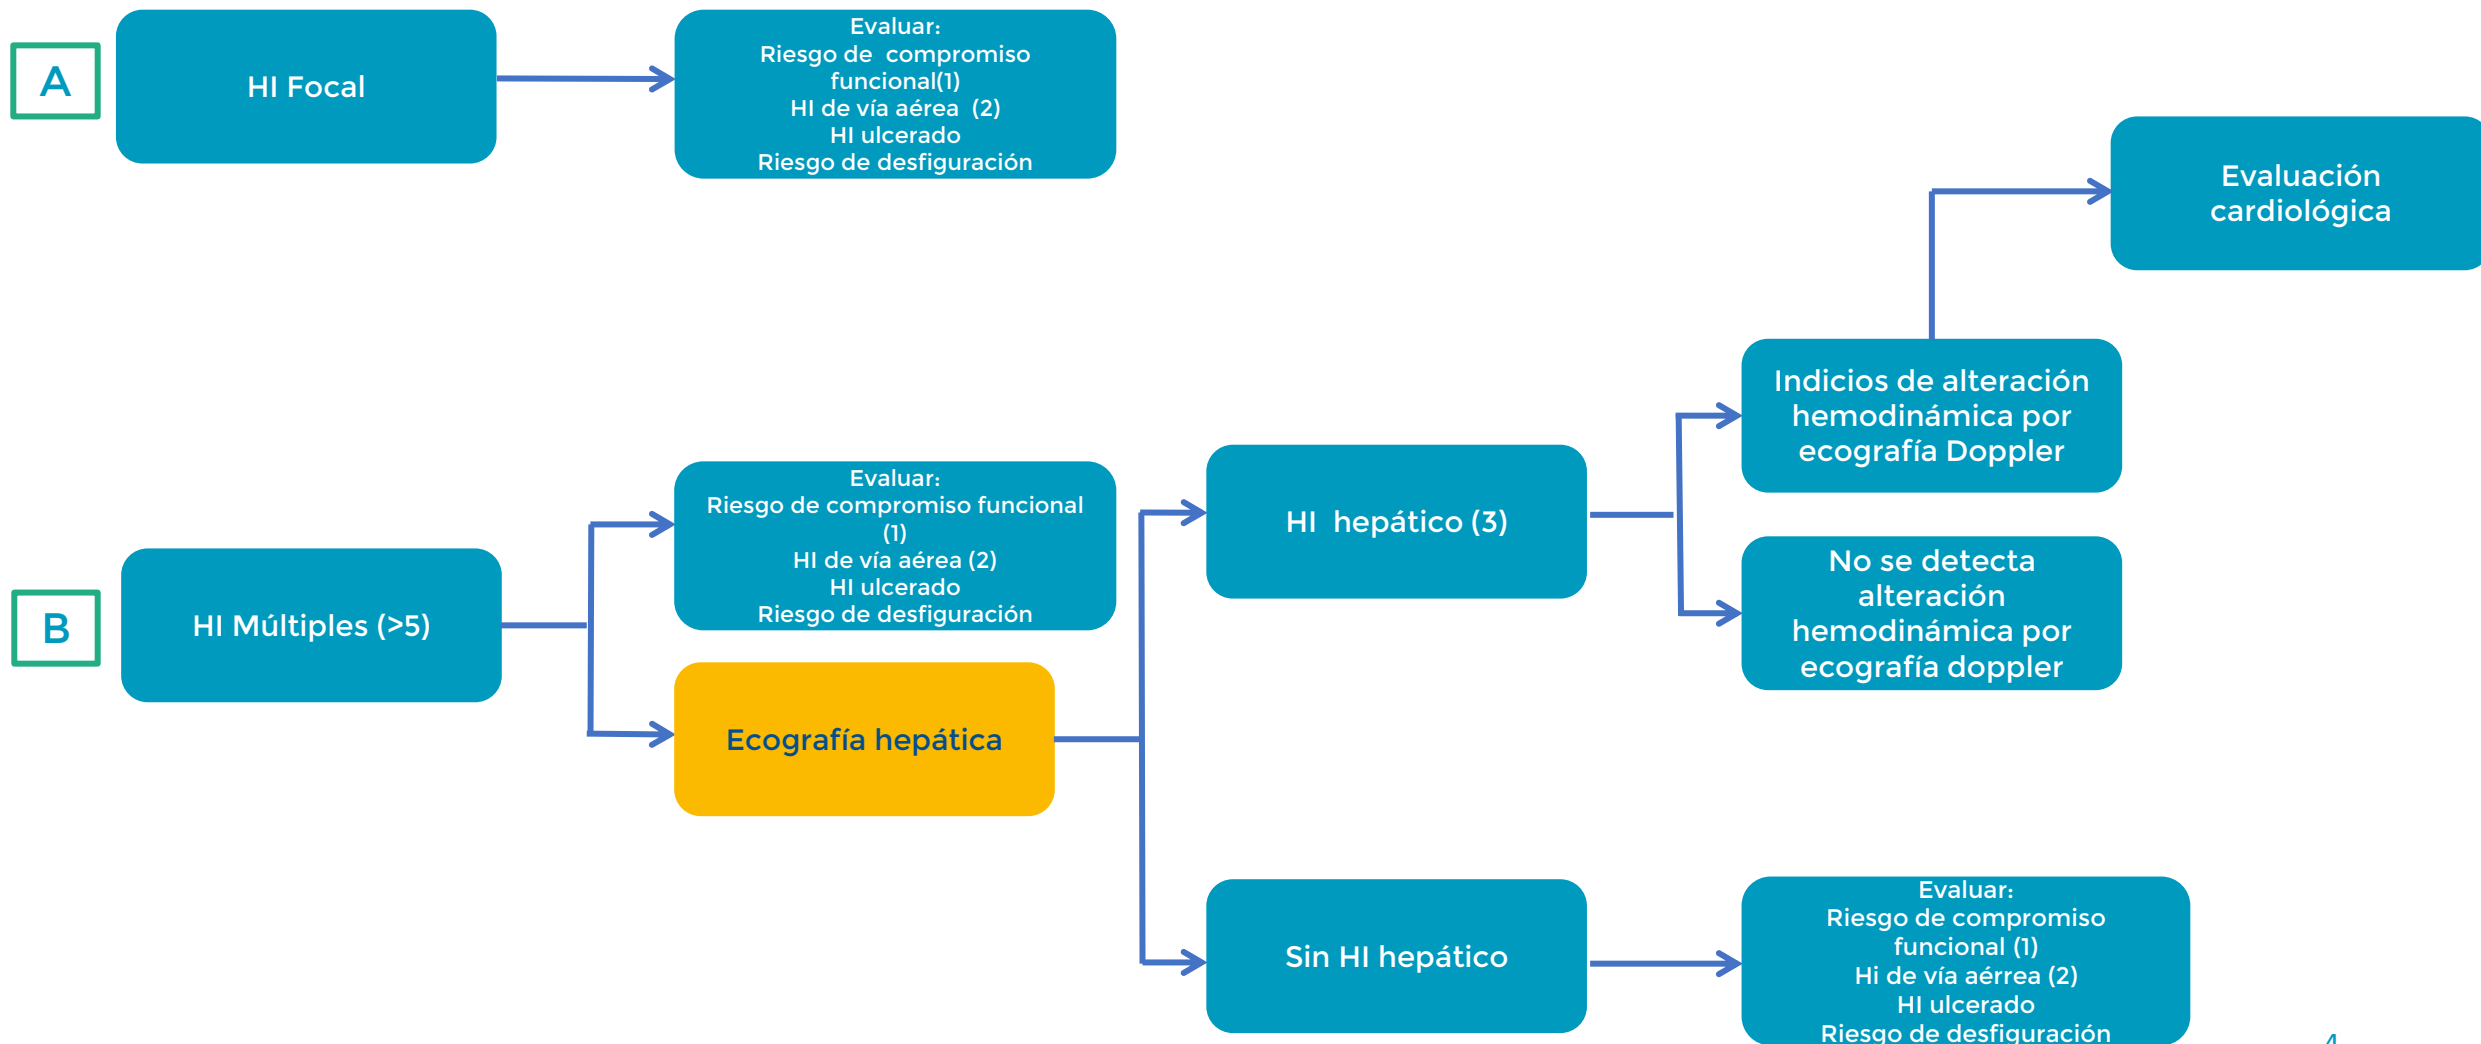 A
HI Focal
Evaluar:
Riesgo de  compromiso
funcional(1)
HI de vía aérea  (2)
HI ulcerado
Riesgo de desfiguración
Evaluación
cardiológica
Indicios de alteración
hemodinámica por
ecografía Doppler
B
HI Múltiples (>5)
Evaluar:
Riesgo de compromiso funcional
(1)
HI de vía aérea (2)
HI ulcerado
Riesgo de desfiguración
Ecografía hepática
HI  hepático (3)
No se detecta
alteración
hemodinámica por
ecografía doppler
Sin HI hepático
Evaluar:
Riesgo de compromiso
funcional (1)
Hi de vía aérrea (2)
HI ulcerado
Riesgo de desfiguración
4